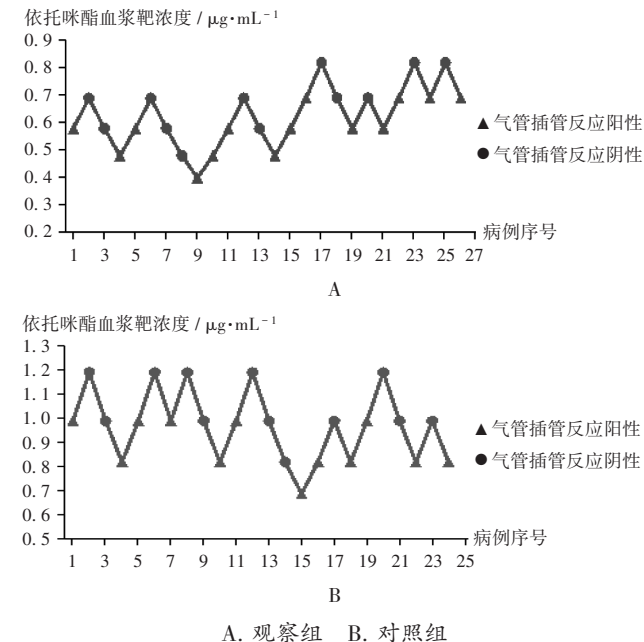 依托咪酯血浆靶浓度 / μg·mL⁻¹
0.9
0.8
0.7
0.6
0.5
0.4
0.3
0.2
▲气管插管反应阳性
●气管插管反应阴性
病例序号
1 3 5 7 9 11 13 15 17 19 21 23 25 27
A
依托咪酯血浆靶浓度 / μg·mL⁻¹
1.3
1.2
1.1
1.0
0.9
0.8
0.7
0.6
0.5
▲气管插管反应阳性
●气管插管反应阴性
病例序号
1 3 5 7 9 11 13 15 17 19 21 23 25
B
A. 观察组 B. 对照组